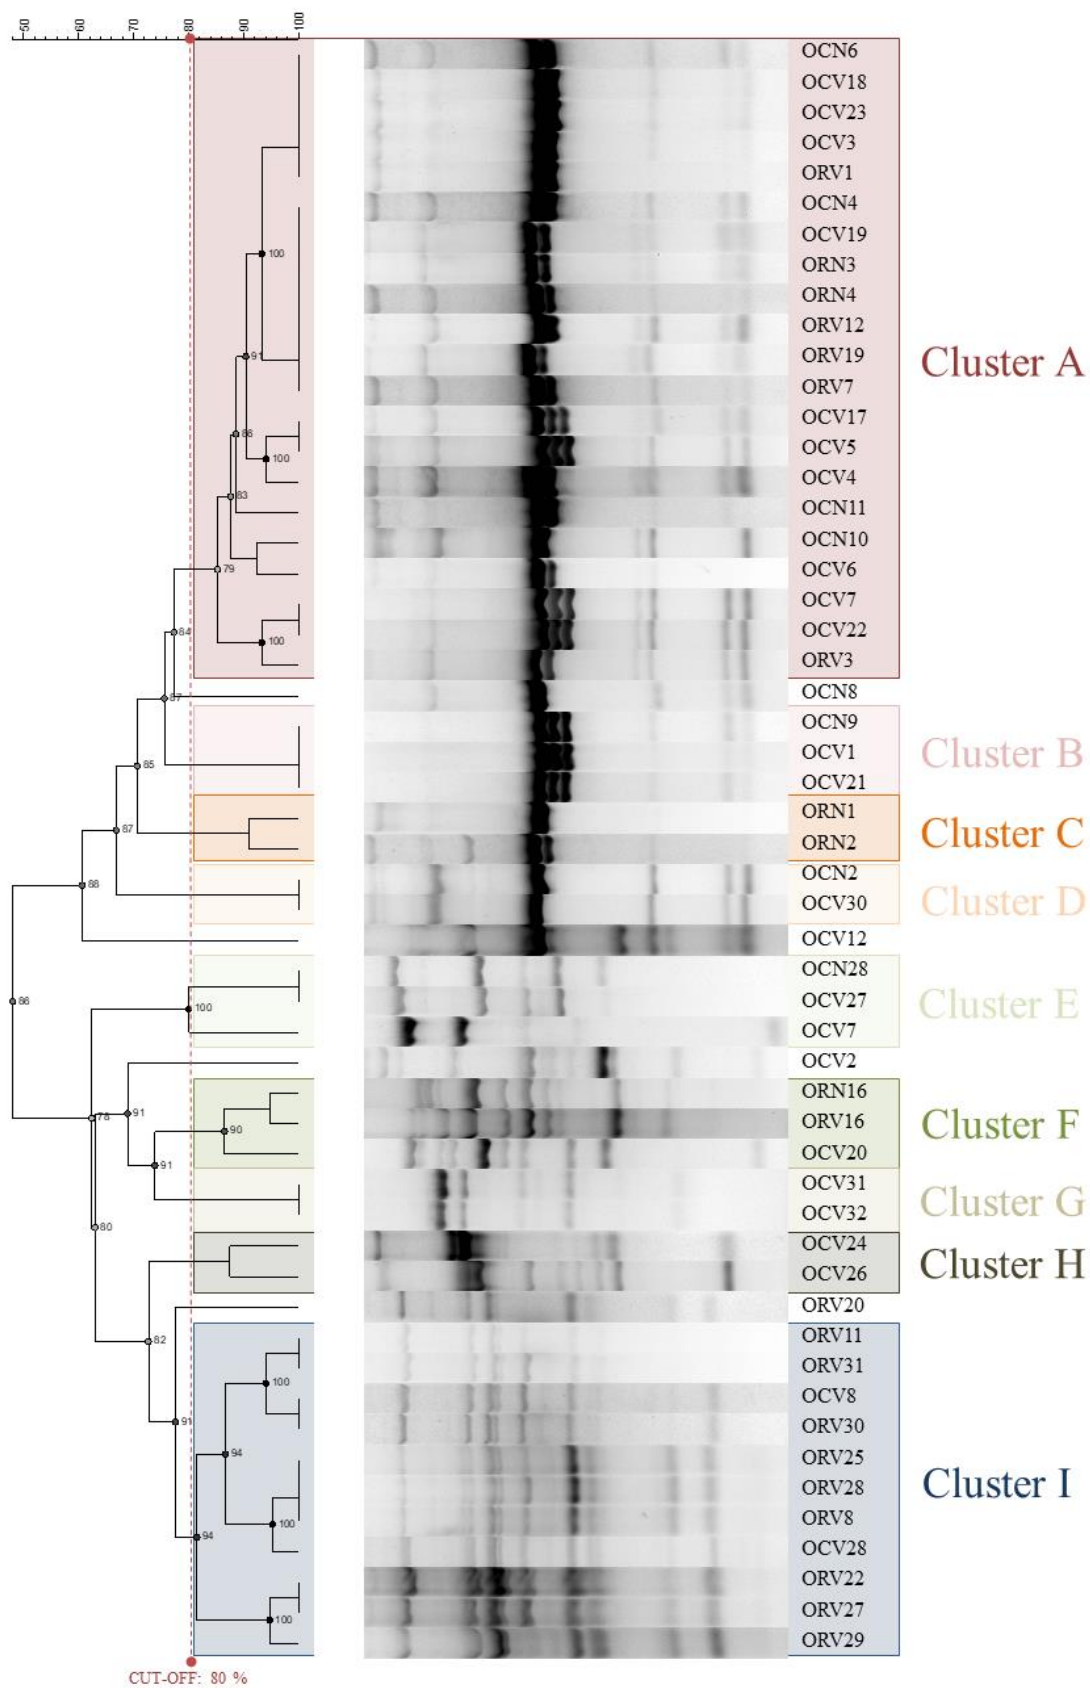 50 60 70 80 90 100
OCN6
OCV18
OCV23
OCV3
ORV1
OCN4
OCV19
100
ORN3
ORN4
ORV12
91
ORV19
Cluster A
ORV7
OCV17
86
OCV5
100
OCV4
83
OCN11
OCN10
79
OCV6
OCV7
84
OCV22
100
ORV3
87
OCN8
OCN9
85
OCV1
Cluster B
OCV21
ORN1
87
ORN2
Cluster C
OCN2
88
OCV30
Cluster D
OCV12
OCN28
86
OCV27
100
Cluster E
OCV7
OCV2
ORN16
78
91
ORV16
90
Cluster F
OCV20
91
OCV31
OCV32
Cluster G
80
OCV24
OCV26
Cluster H
ORV20
ORV11
82
ORV31
100
OCV8
91
ORV30
94
ORV25
ORV28
Cluster I
ORV8
100
94
OCV28
ORV22
ORV27
100
ORV29
CUT-OFF: 80 %